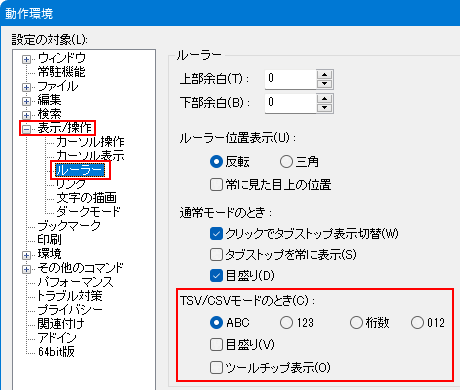 動作環境
設定の対象(L):
ウィンドウ
常駐機能
ファイル
編集
検索
表示/操作
カーソル操作
カーソル表示
ルーラー
リンク
文字の描画
ダークモード
ブックマーク
印刷
環境
その他のコマンド
パフォーマンス
トラブル対策
プライバシー
関連付け
アドイン
64bit版
ルーラー
上部余白(T) : 0
下部余白(B) : 0
ルーラー位置表示(U) :
反転 三角
常に見た目上の位置
通常モードのとき :
クリックでタブストップ表示切替(W)
タブストップを常に表示(S)
目盛り(D)
TSV/CSVモードのとき(C) :
ABC 123 桁数 012
目盛り(V)
ツールチップ表示(O)